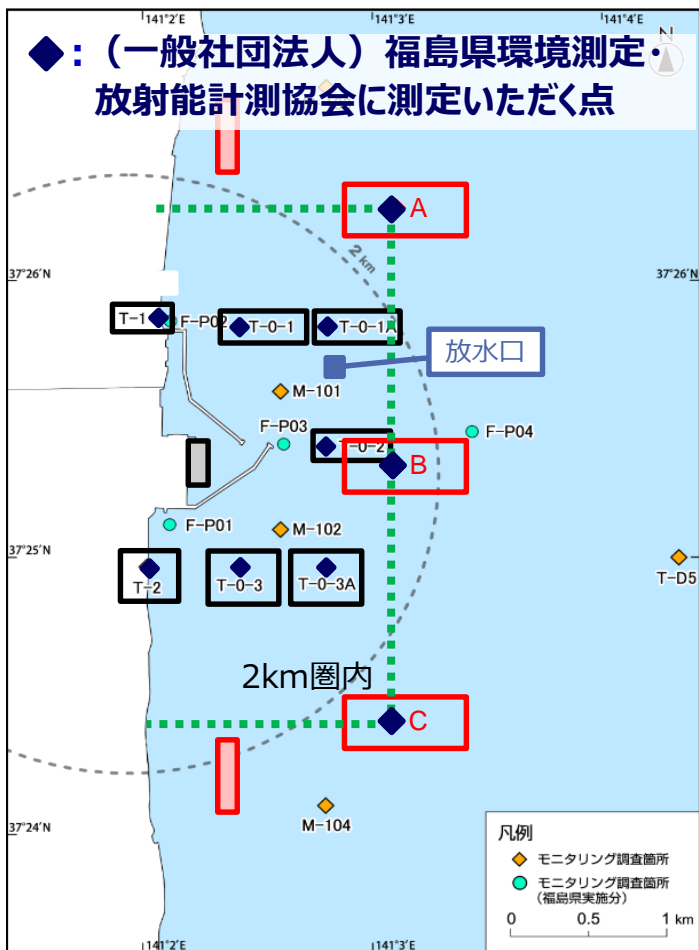 141°2′E
141°3′E
141°4′E
◆：（一般社団法人）福島県環境測定・
放射能計測協会に測定いただく点
N
A
2 km
37°26′N
37°26′N
T-1
F-P02
T-0-1
T-0-1A
放水口
M-101
F-P03
T-0-2
F-P04
B
F-P01
M-102
37°25′N
T-2
T-0-3
T-0-3A
T-D5
2km圏内
C
M-104
37°24′N
凡例
モニタリング調査箇所
モニタリング調査箇所
(福島県実施分)
0 0.5 1 km
141°2′E
141°3′E